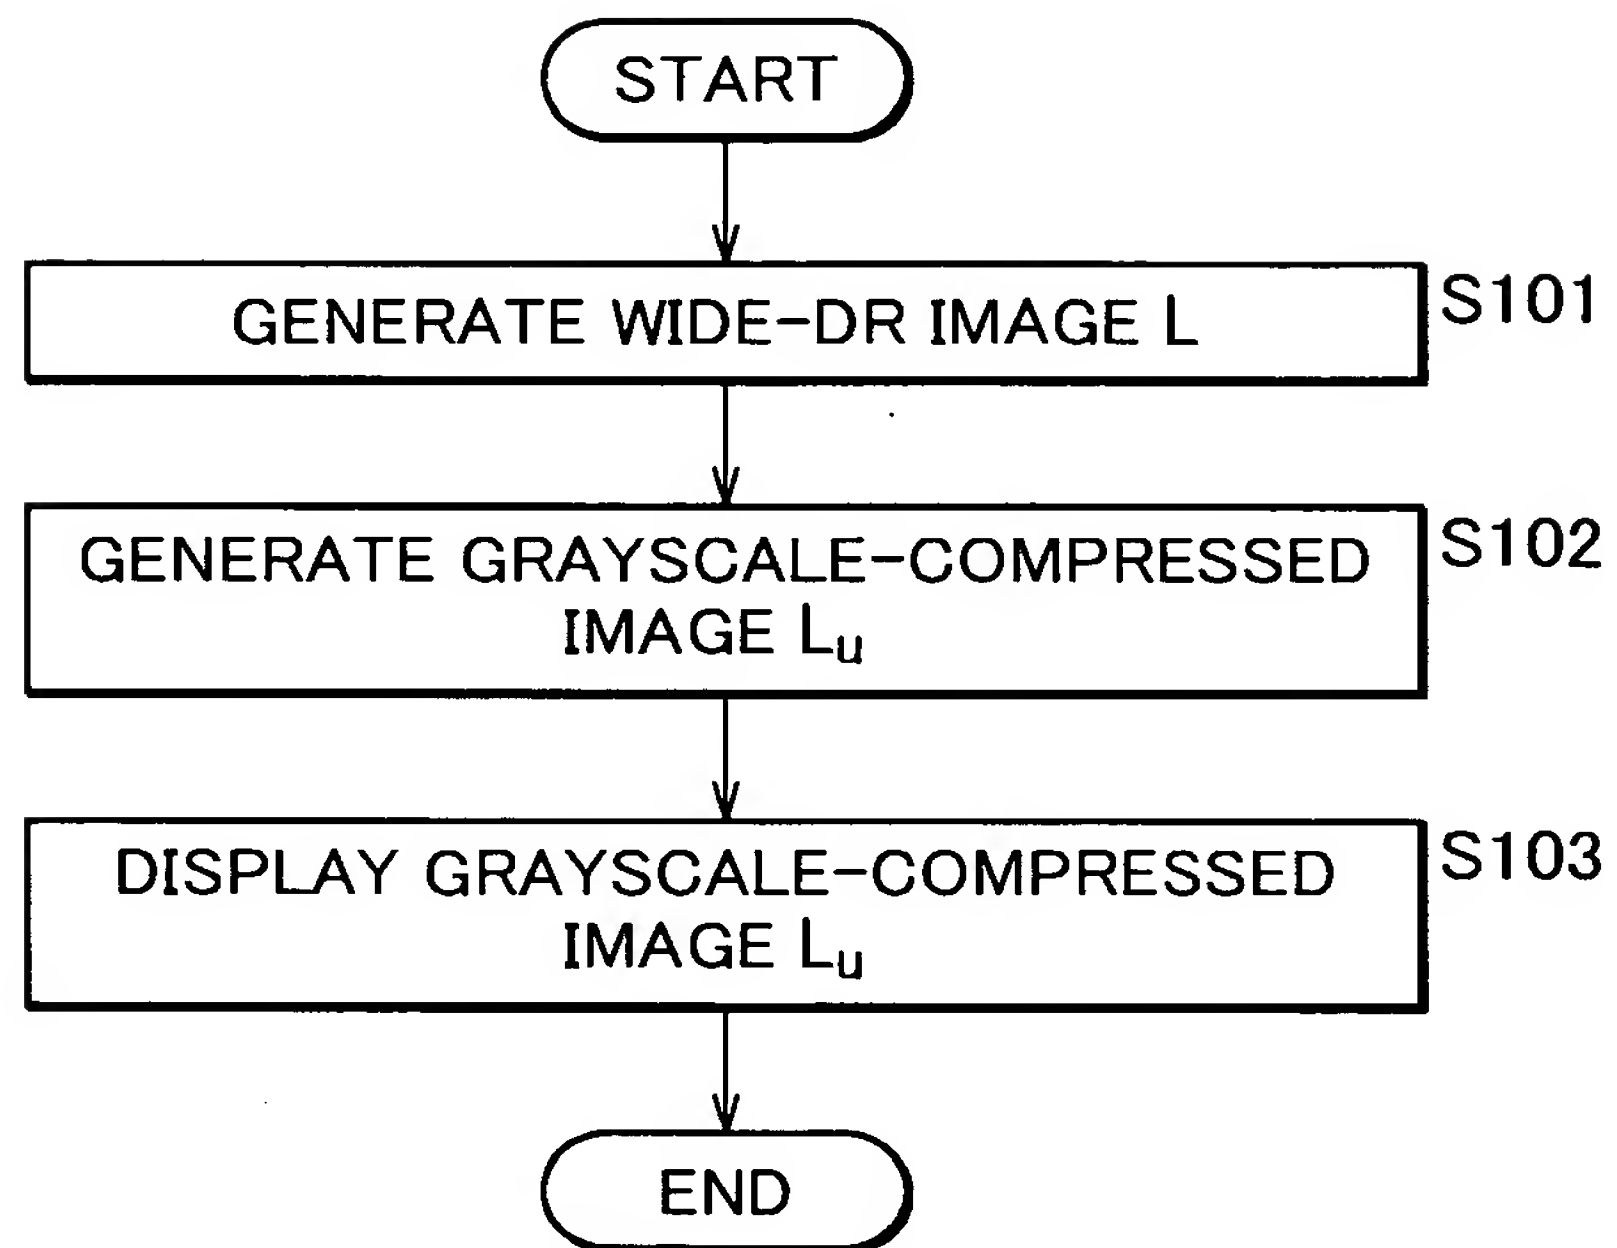 START
GENERATE WIDE-DR IMAGE L
S101
GENERATE GRAYSCALE-COMPRESSED
IMAGE Lu
S102
DISPLAY GRAYSCALE-COMPRESSED
IMAGE Lu
S103
END